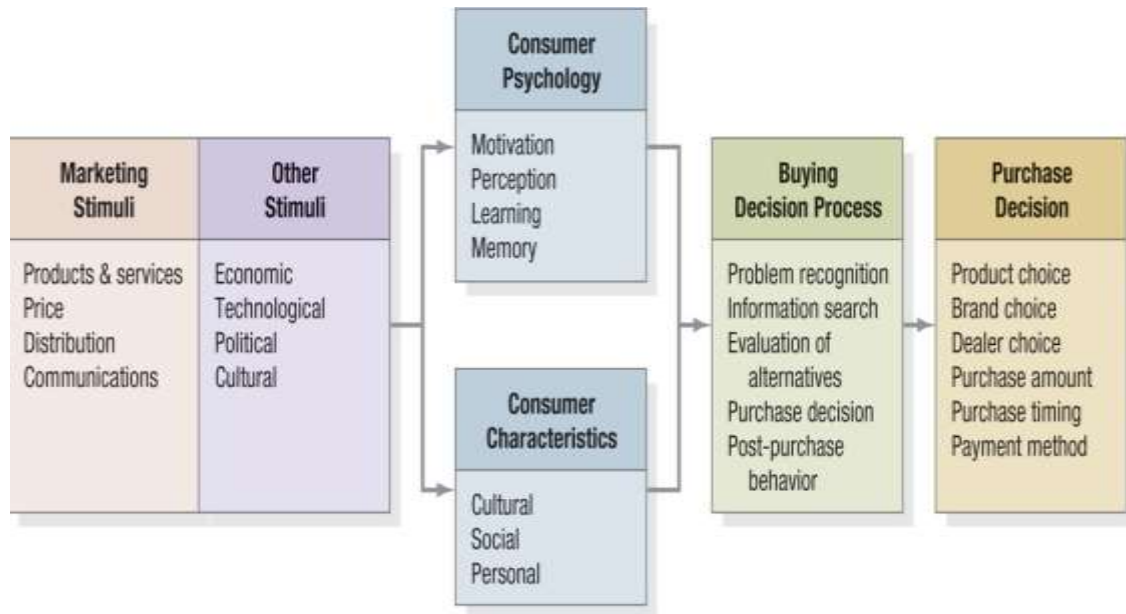 Marketing
Stimuli
Products & services
Price
Distribution
Communications
Other
Stimuli
Economic
Technological
Political
Cultural
Consumer
Psychology
Motivation
Perception
Learning
Memory
Consumer
Characteristics
Cultural
Social
Personal
Buying
Decision Process
Problem recognition
Information search
Evaluation of
alternatives
Purchase decision
Post-purchase
behavior
Purchase
Decision
Product choice
Brand choice
Dealer choice
Purchase amount
Purchase timing
Payment method